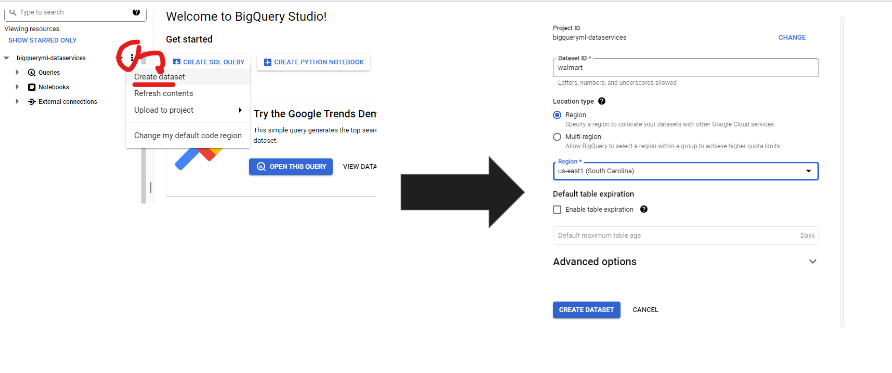 Type to search
Viewing resources.
SHOW STARRED ONLY
bigqueryml-dataservices
Queries
Notebooks
External connections
Create dataset
Refresh contents
Upload to project
Change my default code region
Welcome to BigQuery Studio!
Get started
CREATE SQL QUERY
CREATE PYTHON NOTEBOOK
Try the Google Trends Dem
This simple query generates the top sear
dataset.
OPEN THIS QUERY
VIEW DATA
Project ID
bigqueryml-dataservices
CHANGE
Dataset ID *
walmart
Letters, numbers, and underscores allowed
Location type
Region
Specify a region to colocate your datasets with other Google Cloud services
Multi-region
Allow BigQuery to select a region within a group to achieve higher quota limits
Region *
us-east1 (South Carolina)
Default table expiration
Enable table expiration
Default maximum table age
Days
Advanced options
CREATE DATASET
CANCEL